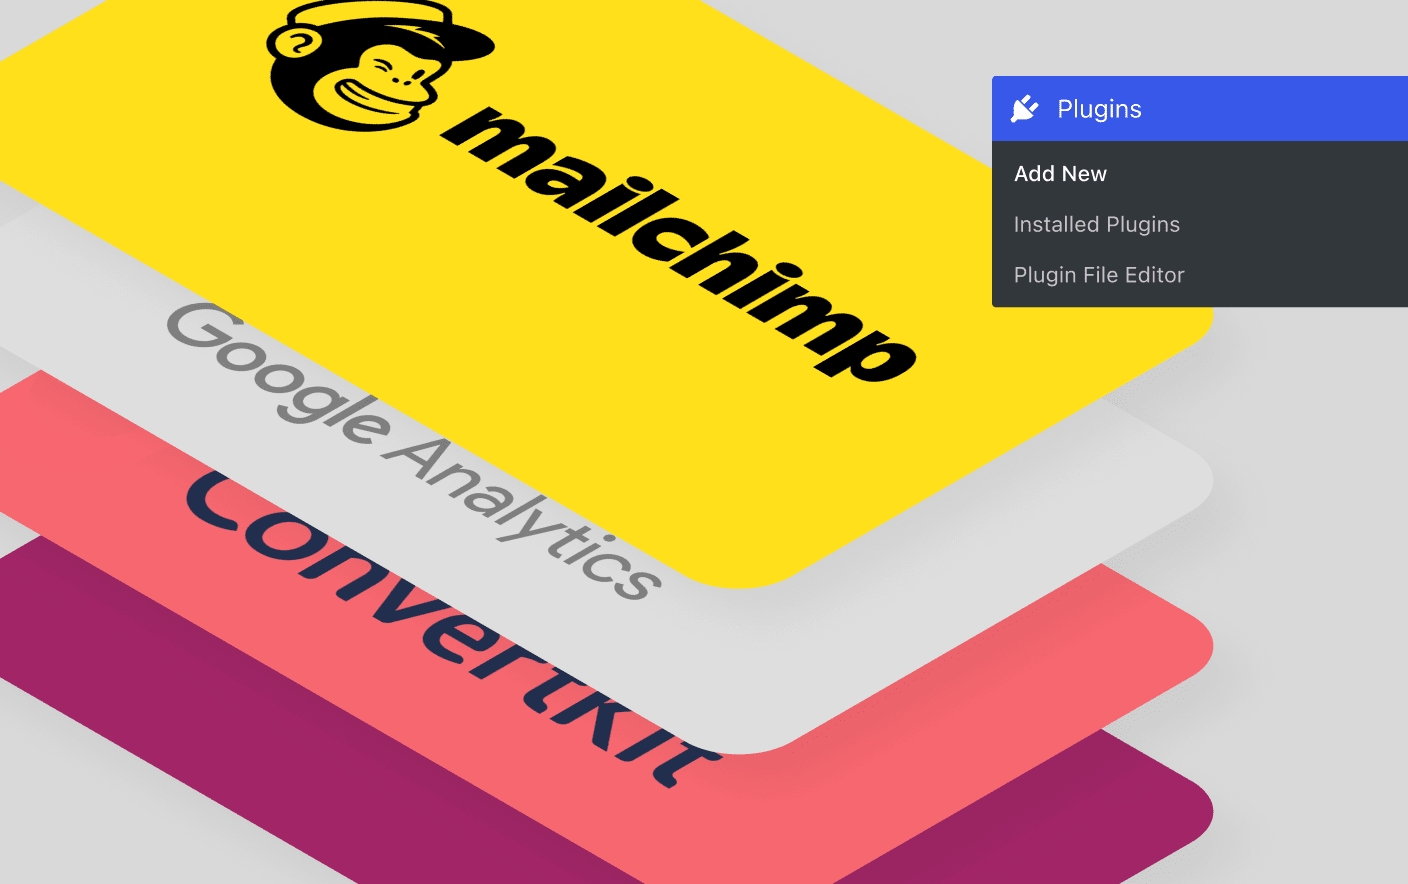 mailchimp
Plugins
Add New
Installed Plugins
Plugin File Editor
Google Analytics
ConvertKit